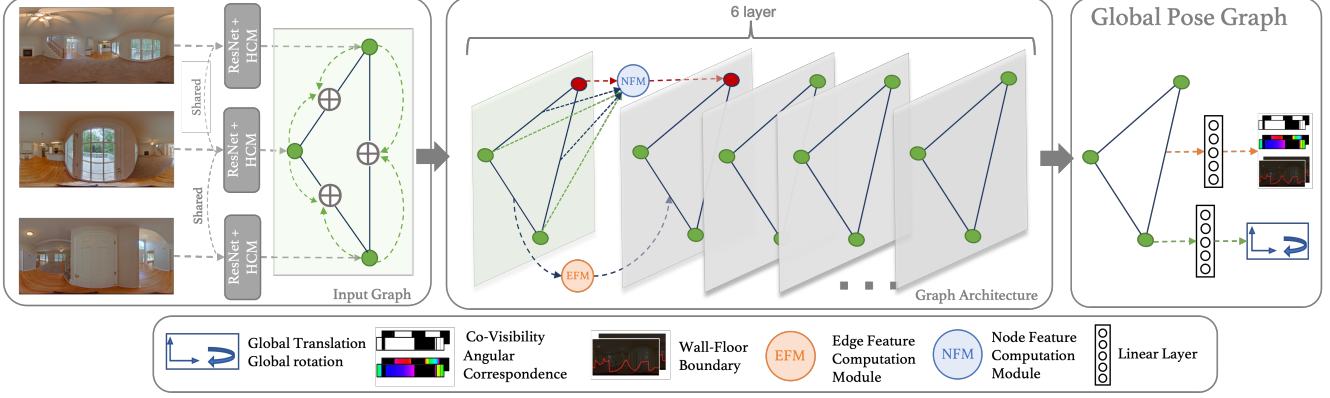 ResNet +
HCM
Shared
ResNet +
HCM
Shared
ResNet +
HCM
Input Graph
6 layer
NFM
EFM
Graph Architecture
Global Pose Graph
Global Translation
Global rotation
Co-Visibility
Angular
Correspondence
Wall-Floor
Boundary
EFM
Edge Feature
Computation
Module
NFM
Node Feature
Computation
Module
Linear Layer